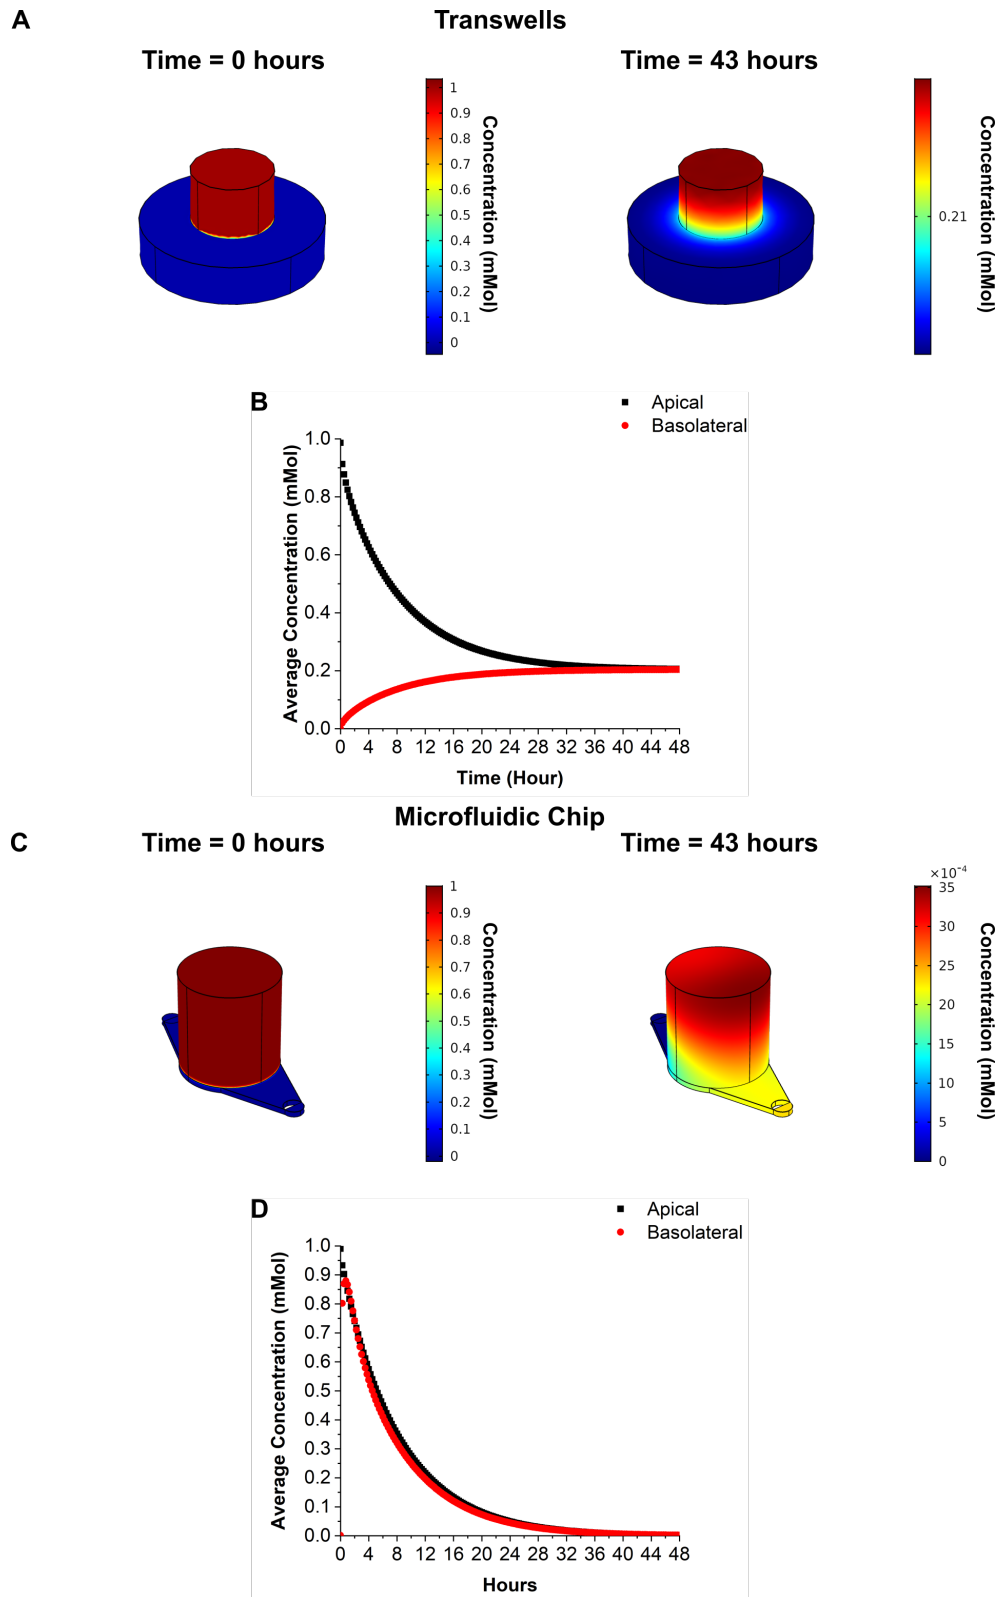 A
Transwells
Time = 0 hours
Time = 43 hours
1
0.9
0.8
0.7
0.6
0.5
0.4
0.3
0.2
0.1
0
Concentration (mMol)
0.21
Concentration (mMol)
B
Apical
Basolateral
1.0
0.8
0.6
0.4
0.2
0.0
Average Concentration (mMol)
0 4 8 12 16 20 24 28 32 36 40 44 48
Time (Hour)
Microfluidic Chip
C
Time = 0 hours
Time = 43 hours
1
0.9
0.8
0.7
0.6
0.5
0.4
0.3
0.2
0.1
0
Concentration (mMol)
×10⁻⁴
35
30
25
20
15
10
5
0
Concentration (mMol)
D
Apical
Basolateral
1.0
0.9
0.8
0.7
0.6
0.5
0.4
0.3
0.2
0.1
0.0
Average Concentration (mMol)
0 4 8 12 16 20 24 28 32 36 40 44 48
Hours